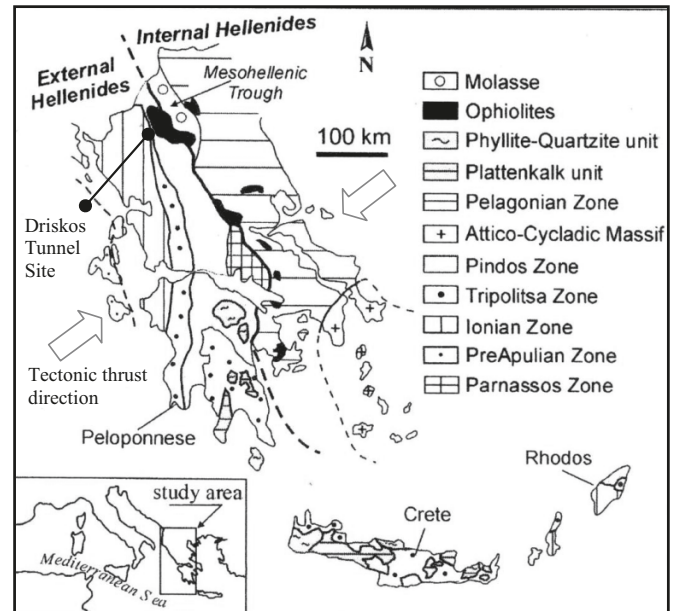 Internal Hellenides
External
Hellenides
Mesohellenic
Trough
N
100 km
Driskos
Tunnel
Site
Tectonic thrust
direction
Peloponnese
Molasse
Ophiolites
Phyllite-Quartzite unit
Plattenkalk unit
Pelagonian Zone
Attico-Cycladic Massif
Pindos Zone
Tripolitsa Zone
Ionian Zone
PreApulian Zone
Parnassos Zone
Rhodos
Crete
study area
Mediterranean Sea